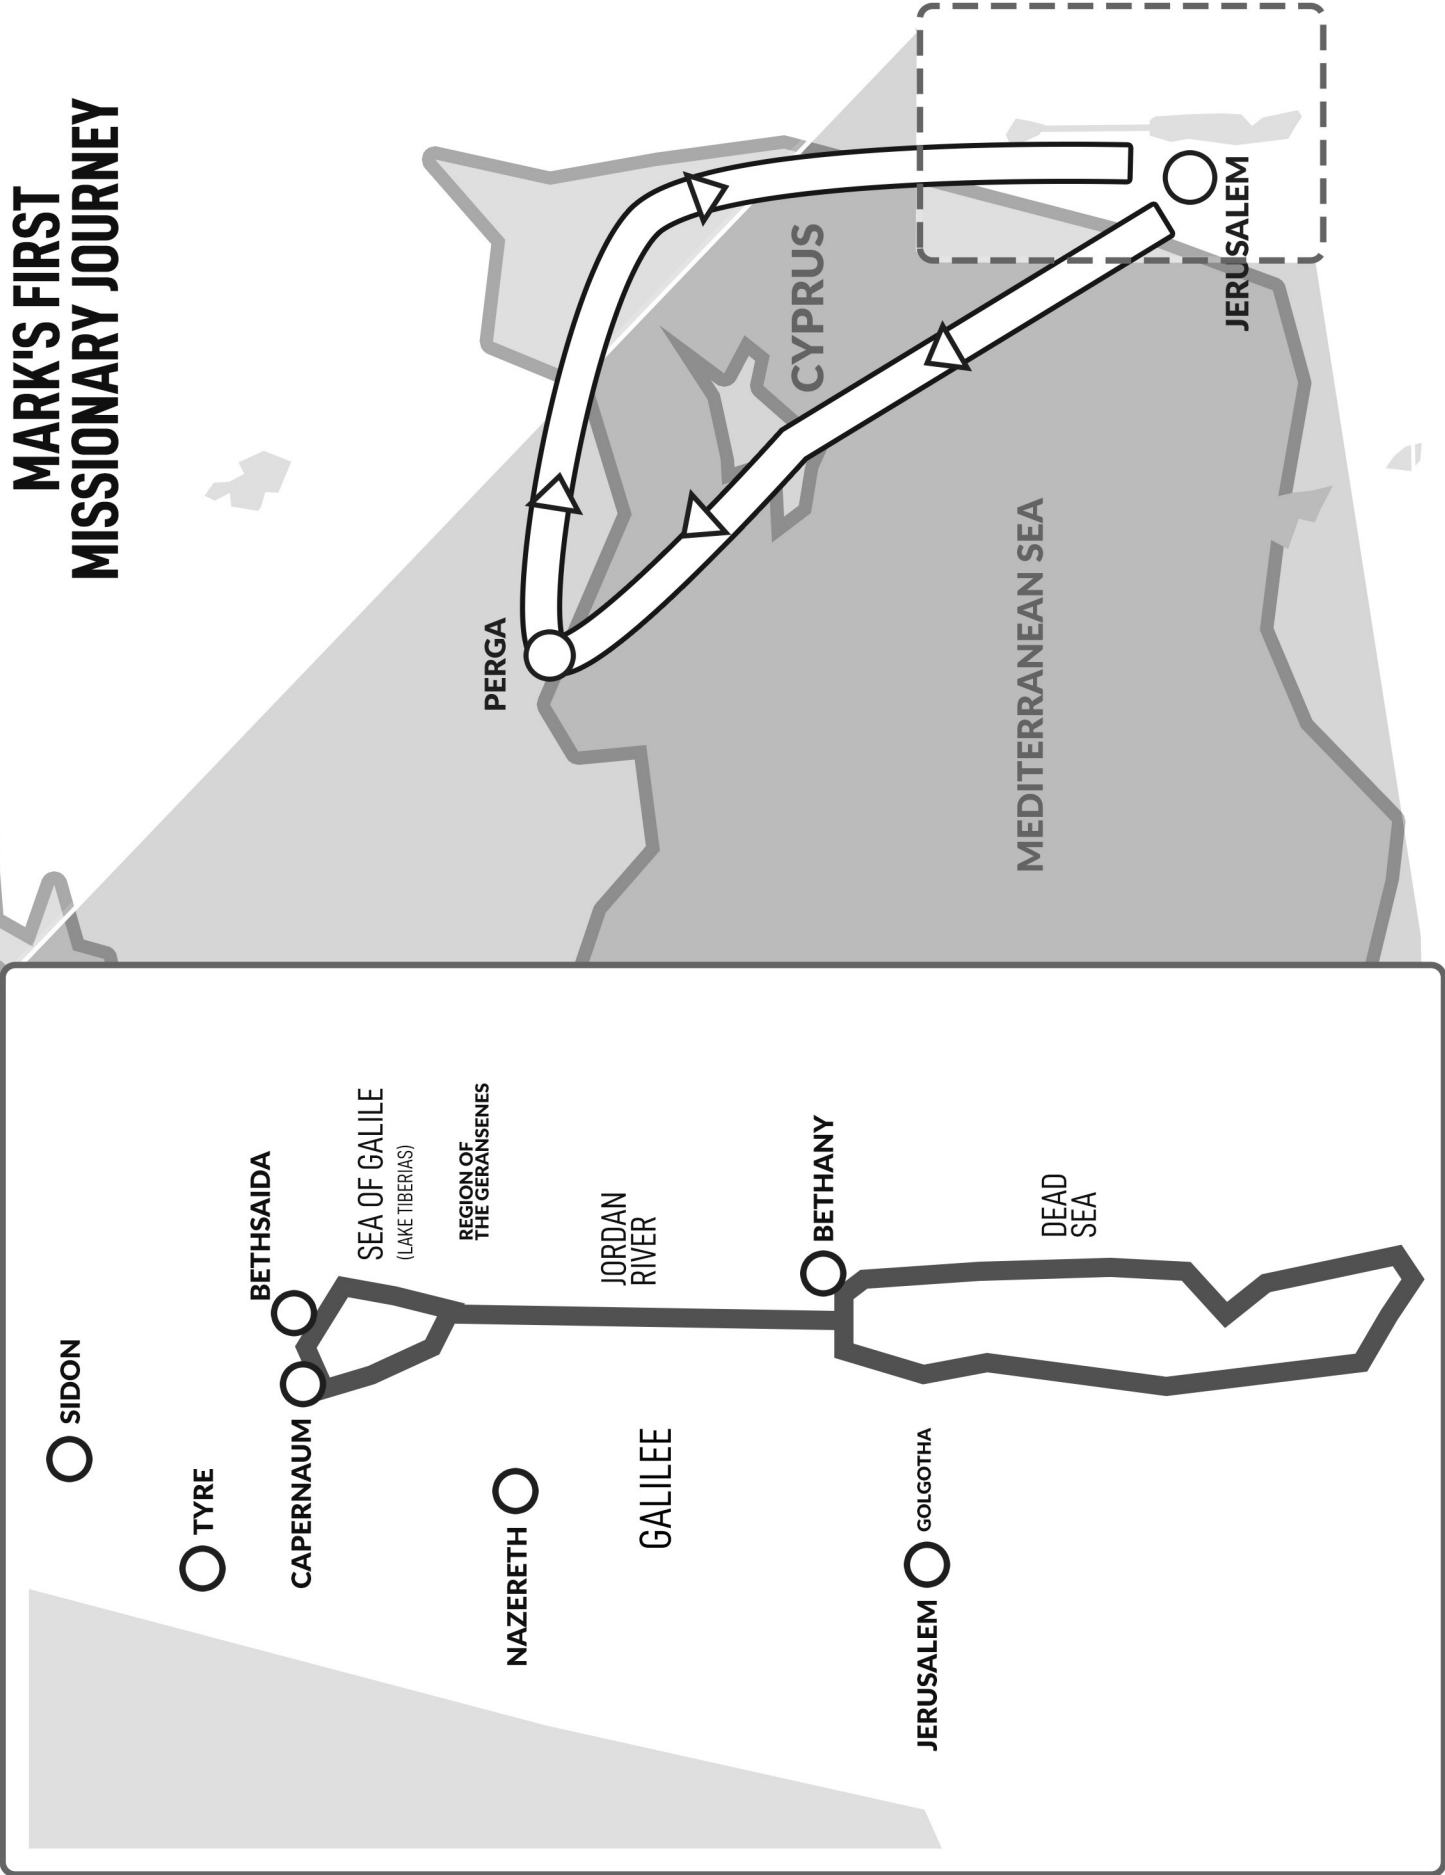 MARK'S FIRST
MISSIONARY JOURNEY
SIDON
TYRE
BETHSAIDA
CAPERNAUM
SEA OF GALILE
(LAKE TIBERIAS)
REGION OF
THE GERANSENES
NAZERETH
JORDAN
RIVER
GALILEE
BETHANY
JERUSALEM
GOLGOTHA
DEAD
SEA
PERGA
CYPRUS
MEDITERRANEAN SEA
JERUSALEM